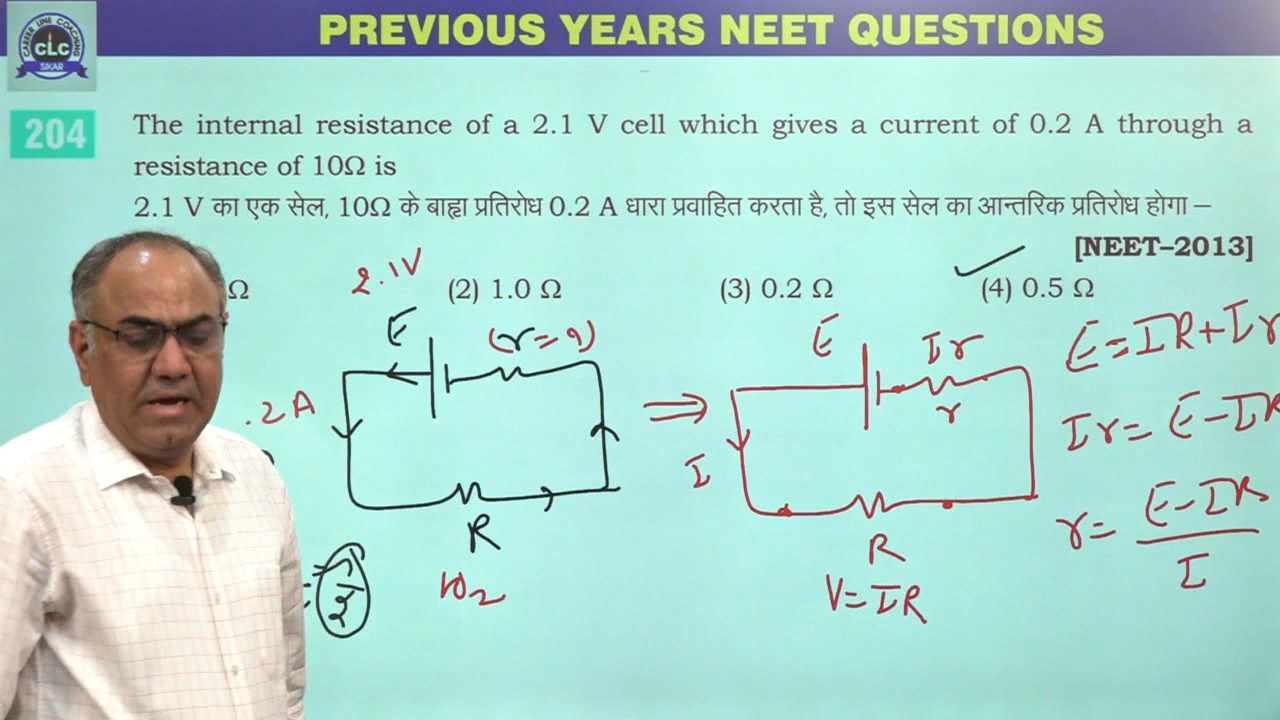 PREVIOUS YEARS NEET QUESTIONS
CAREER LINE COACHING
CLC
SIKAR
204
The internal resistance of a 2.1 V cell which gives a current of 0.2 A through a
resistance of 10Ω is
2.1 V का एक सेल, 10Ω के बाह्य प्रतिरोध 0.2 A धारा प्रवाहित करता है, तो इस सेल का आन्तरिक प्रतिरोध होगा –
[NEET–2013]
Ω (2) 1.0 Ω (3) 0.2 Ω (4) 0.5 Ω
2.1V
E (r=?)
.2 A
R
10Ω
E Ir
r
I
R
V=IR
E=IR+Ir
Ir=E-IR
r= E-IR
I